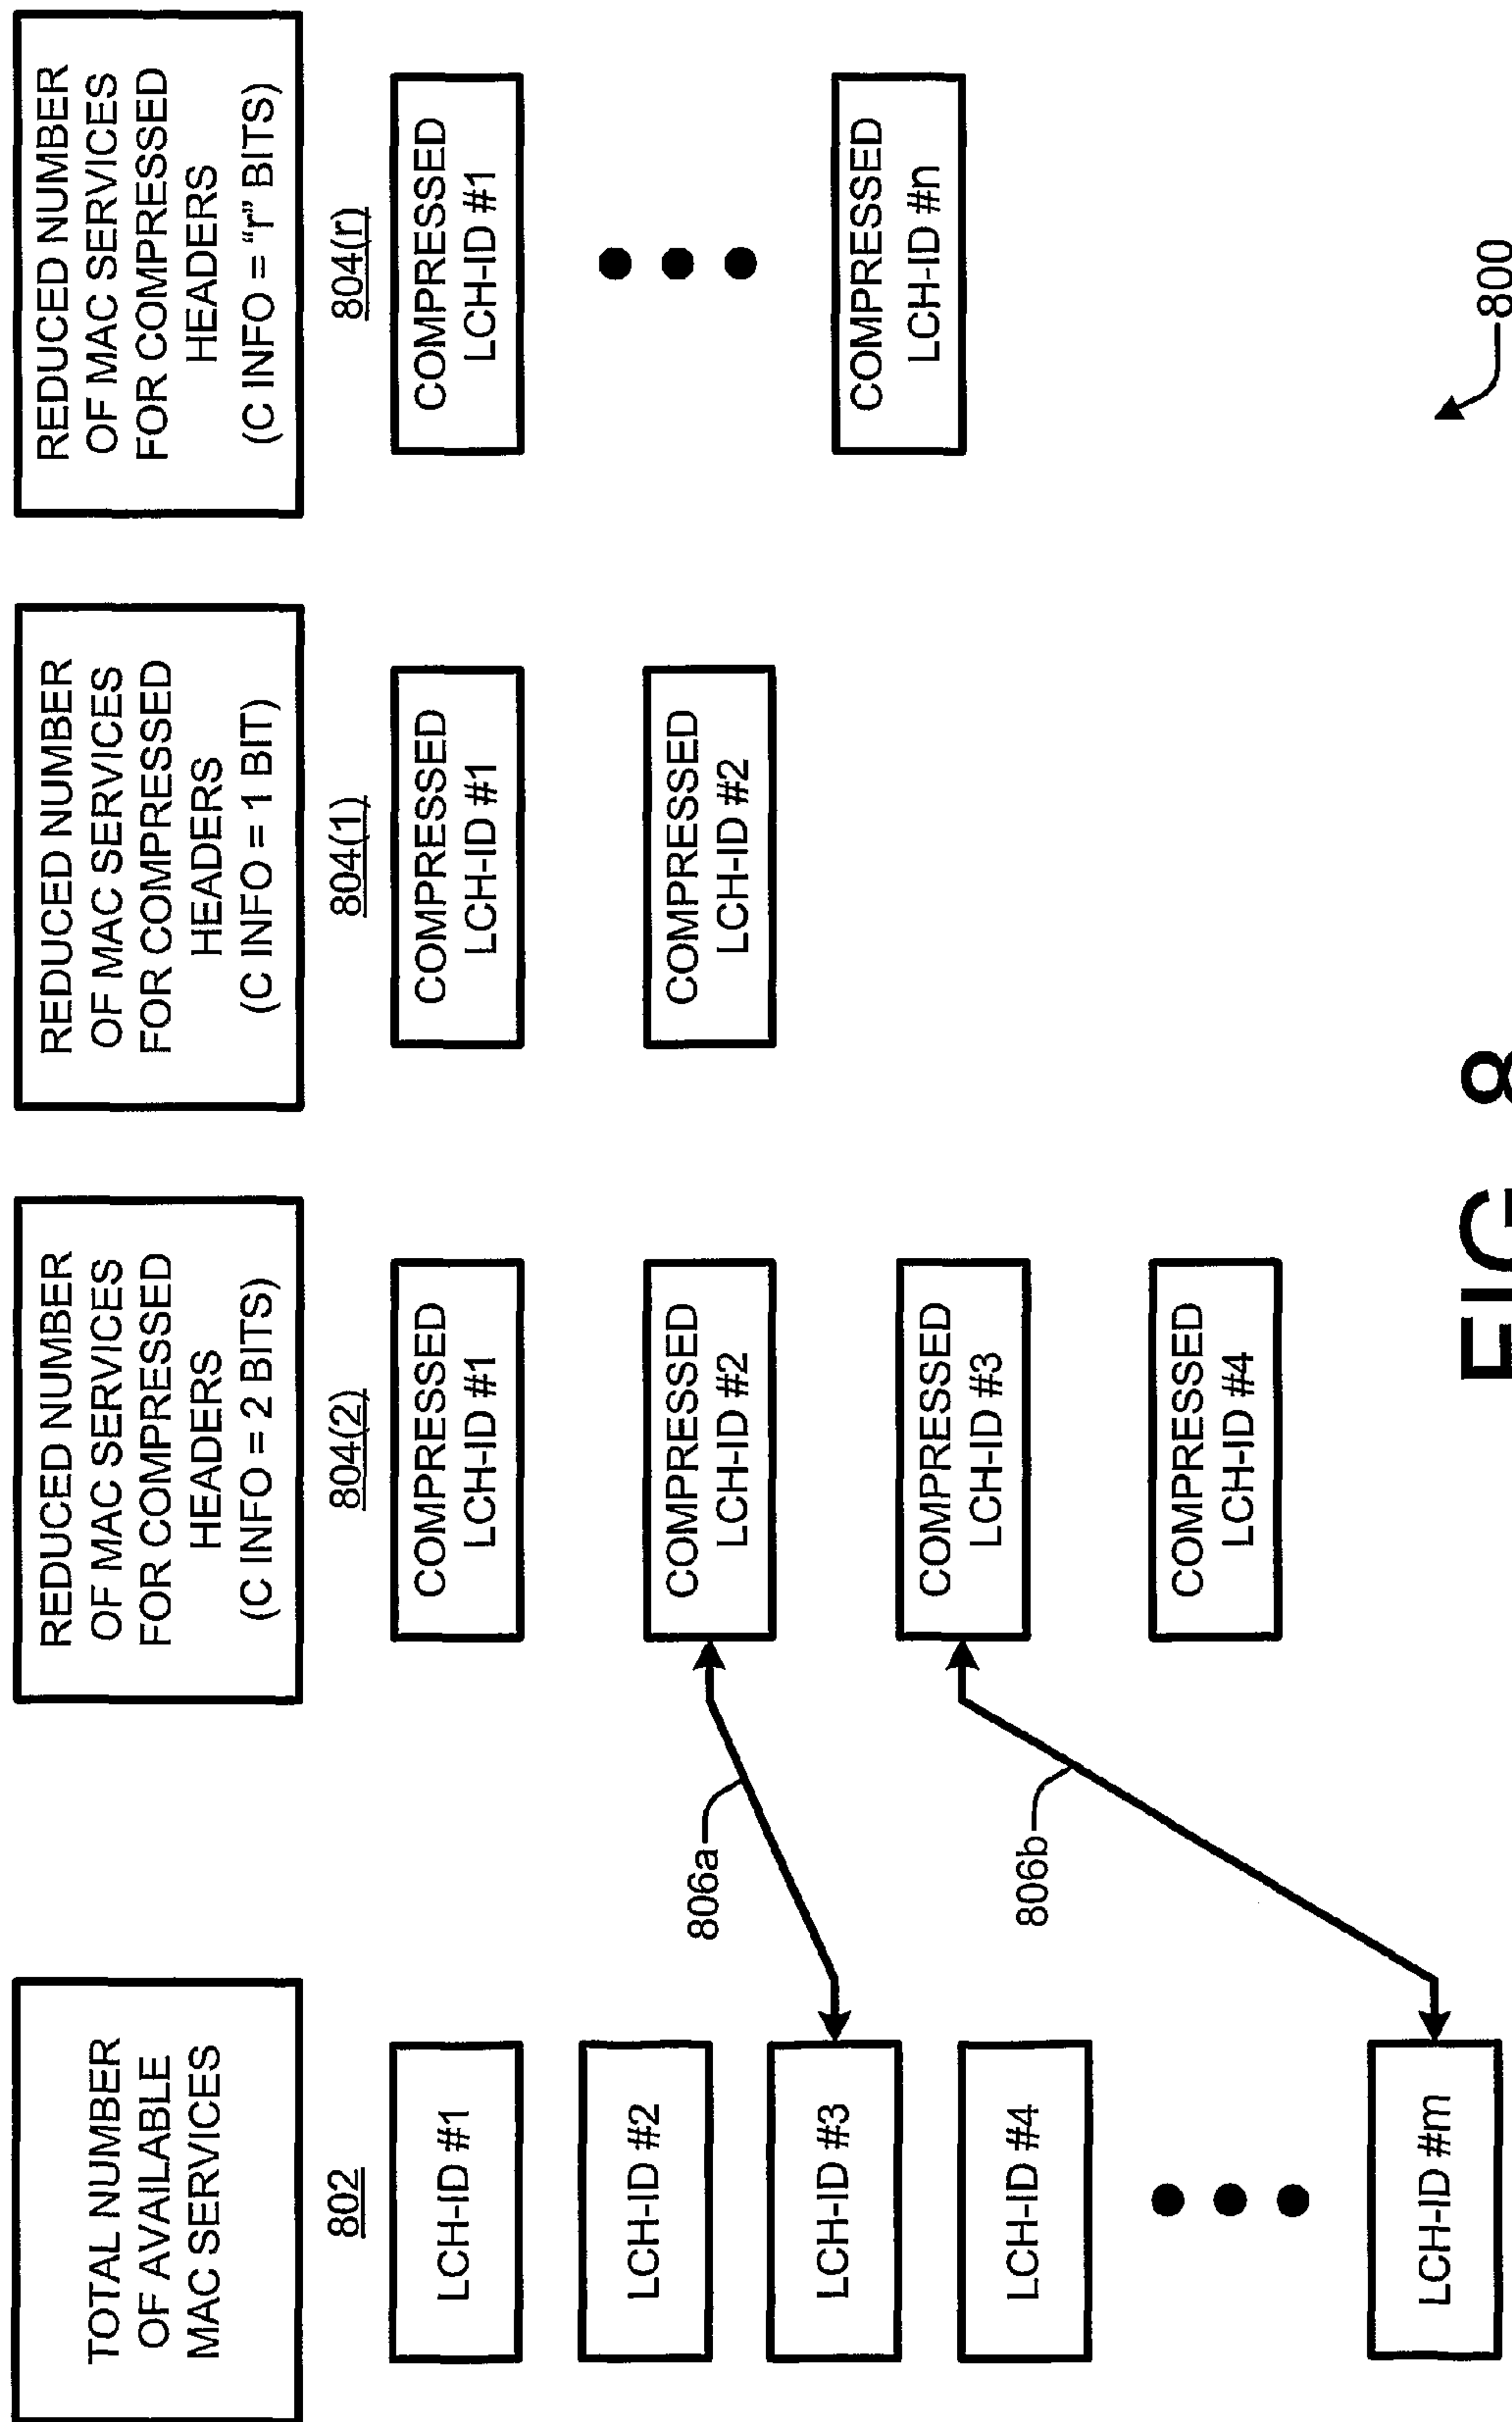 TOTAL NUMBER
OF AVAILABLE
MAC SERVICES
802
LCH-ID #1
LCH-ID #2
LCH-ID #3
LCH-ID #4
LCH-ID #m
806a
806b
REDUCED NUMBER
OF MAC SERVICES
FOR COMPRESSED
HEADERS
(C INFO = 2 BITS)
804(2)
COMPRESSED
LCH-ID #1
COMPRESSED
LCH-ID #2
COMPRESSED
LCH-ID #3
COMPRESSED
LCH-ID #4
REDUCED NUMBER
OF MAC SERVICES
FOR COMPRESSED
HEADERS
(C INFO = 1 BIT)
804(1)
COMPRESSED
LCH-ID #1
COMPRESSED
LCH-ID #2
REDUCED NUMBER
OF MAC SERVICES
FOR COMPRESSED
HEADERS
(C INFO = "r" BITS)
804(r)
COMPRESSED
LCH-ID #1
COMPRESSED
LCH-ID #n
800
FIG. 8